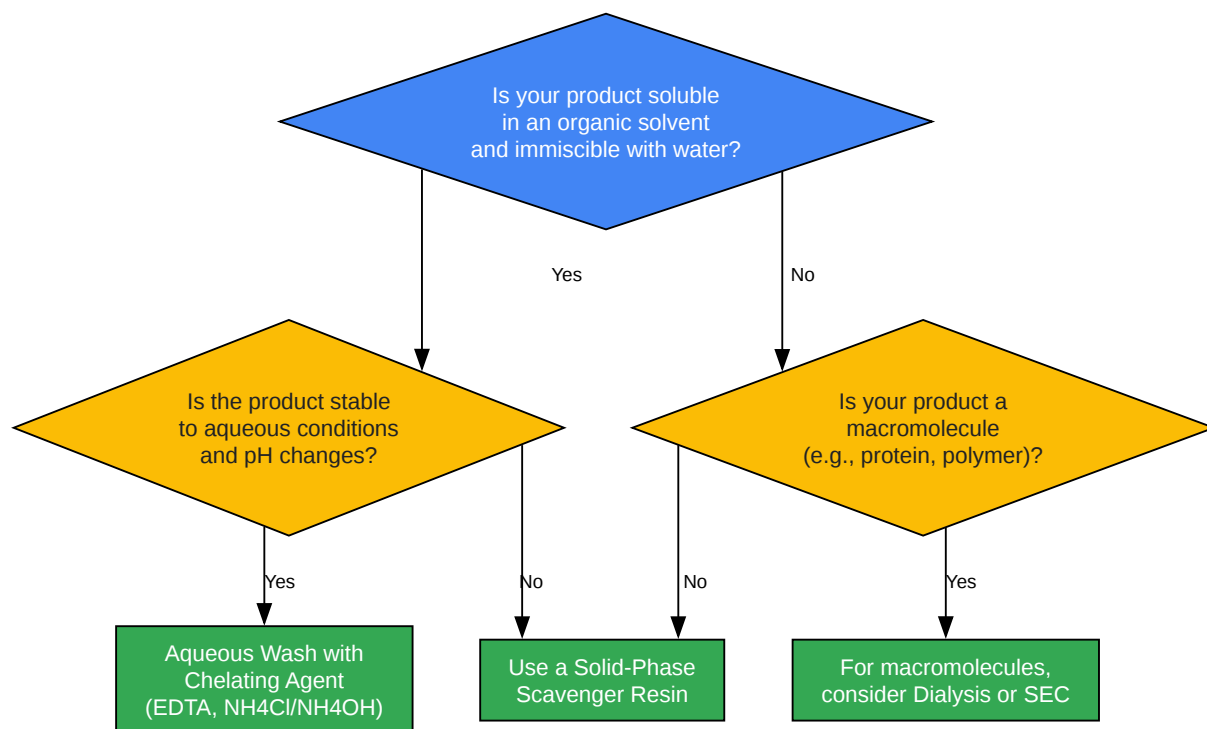 Is your product soluble
in an organic solvent
and immiscible with water?
Yes
No
Is the product stable
to aqueous conditions
and pH changes?
Is your product a
macromolecule
(e.g., protein, polymer)?
Yes
No
No
Yes
Aqueous Wash with
Chelating Agent
(EDTA, NH4Cl/NH4OH)
Use a Solid-Phase
Scavenger Resin
For macromolecules,
consider Dialysis or SEC